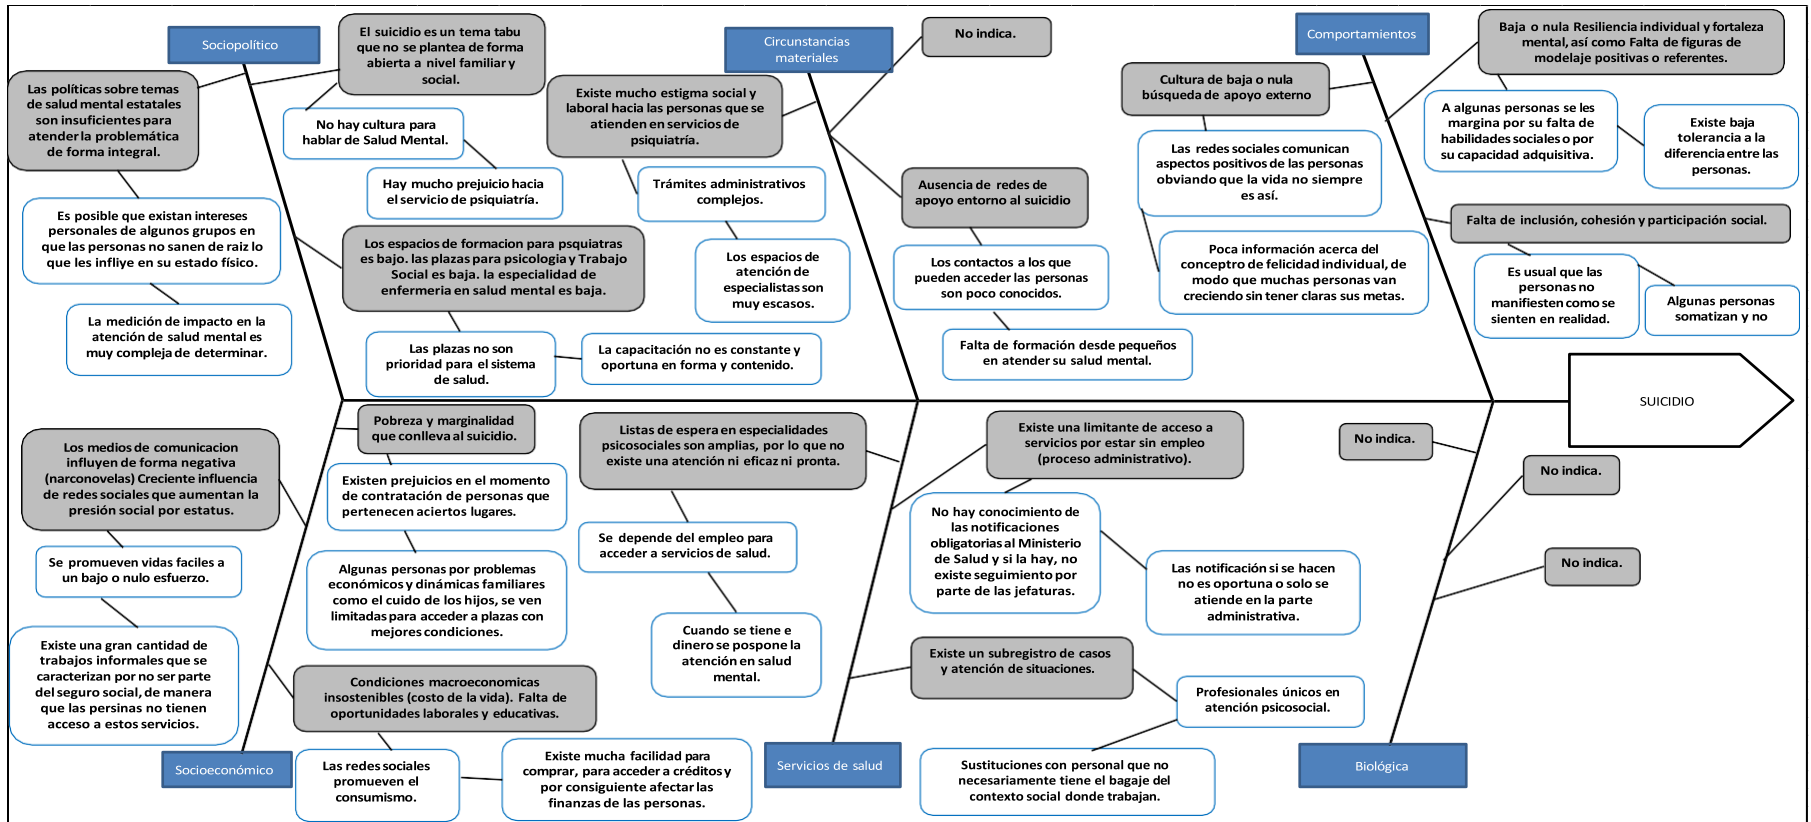 Sociopolítico
El suicidio es un tema tabu
que no se plantea de forma
abierta a nivel familiar y
social.
Las políticas sobre temas
de salud mental estatales
son insuficientes para
atender la problemática
de forma integral.
No hay cultura para
hablar de Salud Mental.
Hay mucho prejuicio hacia
el servicio de psiquiatría.
Es posible que existan intereses
personales de algunos grupos en
que las personas no sanen de raiz lo
que les infliye en su estado físico.
La medición de impacto en la
atención de salud mental es
muy compleja de determinar.
Los espacios de formacion para psquiatras
es bajo. las plazas para psicologia y Trabajo
Social es baja. la especialidad de
enfermeria en salud mental es baja.
Las plazas no son
prioridad para el sistema
de salud.
La capacitación no es constante y
oportuna en forma y contenido.
Circunstancias
materiales
No indica.
Existe mucho estigma social y
laboral hacia las personas que se
atienden en servicios de
psiquiatría.
Trámites administrativos
complejos.
Los espacios de
atención de
especialistas son
muy escasos.
Ausencia de redes de
apoyo entorno al suicidio
Los contactos a los que
pueden acceder las personas
son poco conocidos.
Falta de formación desde pequeños
en atender su salud mental.
Comportamientos
Baja o nula Resiliencia individual y fortaleza
mental, así como Falta de figuras de
modelaje positivas o referentes.
Cultura de baja o nula
búsqueda de apoyo externo
A algunas personas se les
margina por su falta de
habilidades sociales o por
su capacidad adquisitiva.
Existe baja
tolerancia a la
diferencia entre las
personas.
Las redes sociales comunican
aspectos positivos de las personas
obviando que la vida no siempre
es así.
Poca información acerca del
conceptro de felicidad individual, de
modo que muchas personas van
creciendo sin tener claras sus metas.
Falta de inclusión, cohesión y participación social.
Es usual que las
personas no
manifiesten como se
sienten en realidad.
Algunas personas
somatizan y no
SUICIDIO
Los medios de comunicacion
influyen de forma negativa
(narconovelas) Creciente influencia
de redes sociales que aumentan la
presión social por estatus.
Se promueven vidas faciles a
un bajo o nulo esfuerzo.
Existe una gran cantidad de
trabajos informales que se
caracterizan por no ser parte
del seguro social, de manera
que las persinas no tienen
acceso a estos servicios.
Pobreza y marginalidad
que conlleva al suicidio.
Existen prejuicios en el momento
de contratación de personas que
pertenecen aciertos lugares.
Algunas personas por problemas
económicos y dinámicas familiares
como el cuido de los hijos, se ven
limitadas para acceder a plazas con
mejores condiciones.
Condiciones macroeconomicas
insostenibles (costo de la vida). Falta de
oportunidades laborales y educativas.
Las redes sociales
promueven el
consumismo.
Existe mucha facilidad para
comprar, para acceder a créditos y
por consiguiente afectar las
finanzas de las personas.
Socioeconómico
Listas de espera en especialidades
psicosociales son amplias, por lo que no
existe una atención ni eficaz ni pronta.
Se depende del empleo para
acceder a servicios de salud.
Cuando se tiene e
dinero se pospone la
atención en salud
mental.
Existe una limitante de acceso a
servicios por estar sin empleo
(proceso administrativo).
No hay conocimiento de
las notificaciones
obligatorias al Ministerio
de Salud y si la hay, no
existe seguimiento por
parte de las jefaturas.
Las notificación si se hacen
no es oportuna o solo se
atiende en la parte
administrativa.
Existe un subregistro de casos
y atención de situaciones.
Profesionales únicos en
atención psicosocial.
Sustituciones con personal que no
necesariamente tiene el bagaje del
contexto social donde trabajan.
Servicios de salud
No indica.
No indica.
No indica.
Biológica